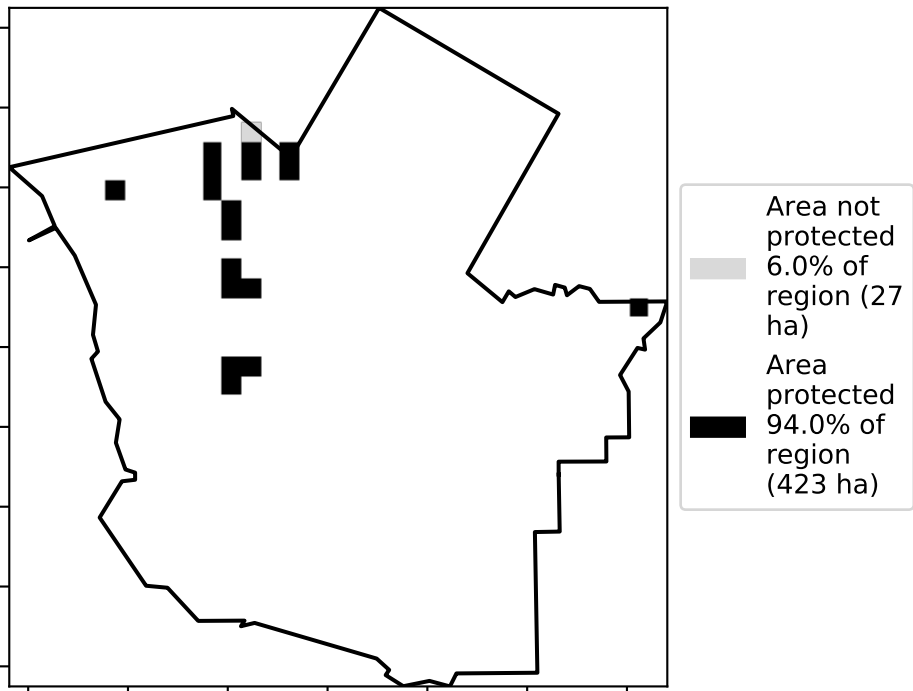 Area not
protected
6.0% of
region (27
ha)
Area
protected
94.0% of
region
(423 ha)